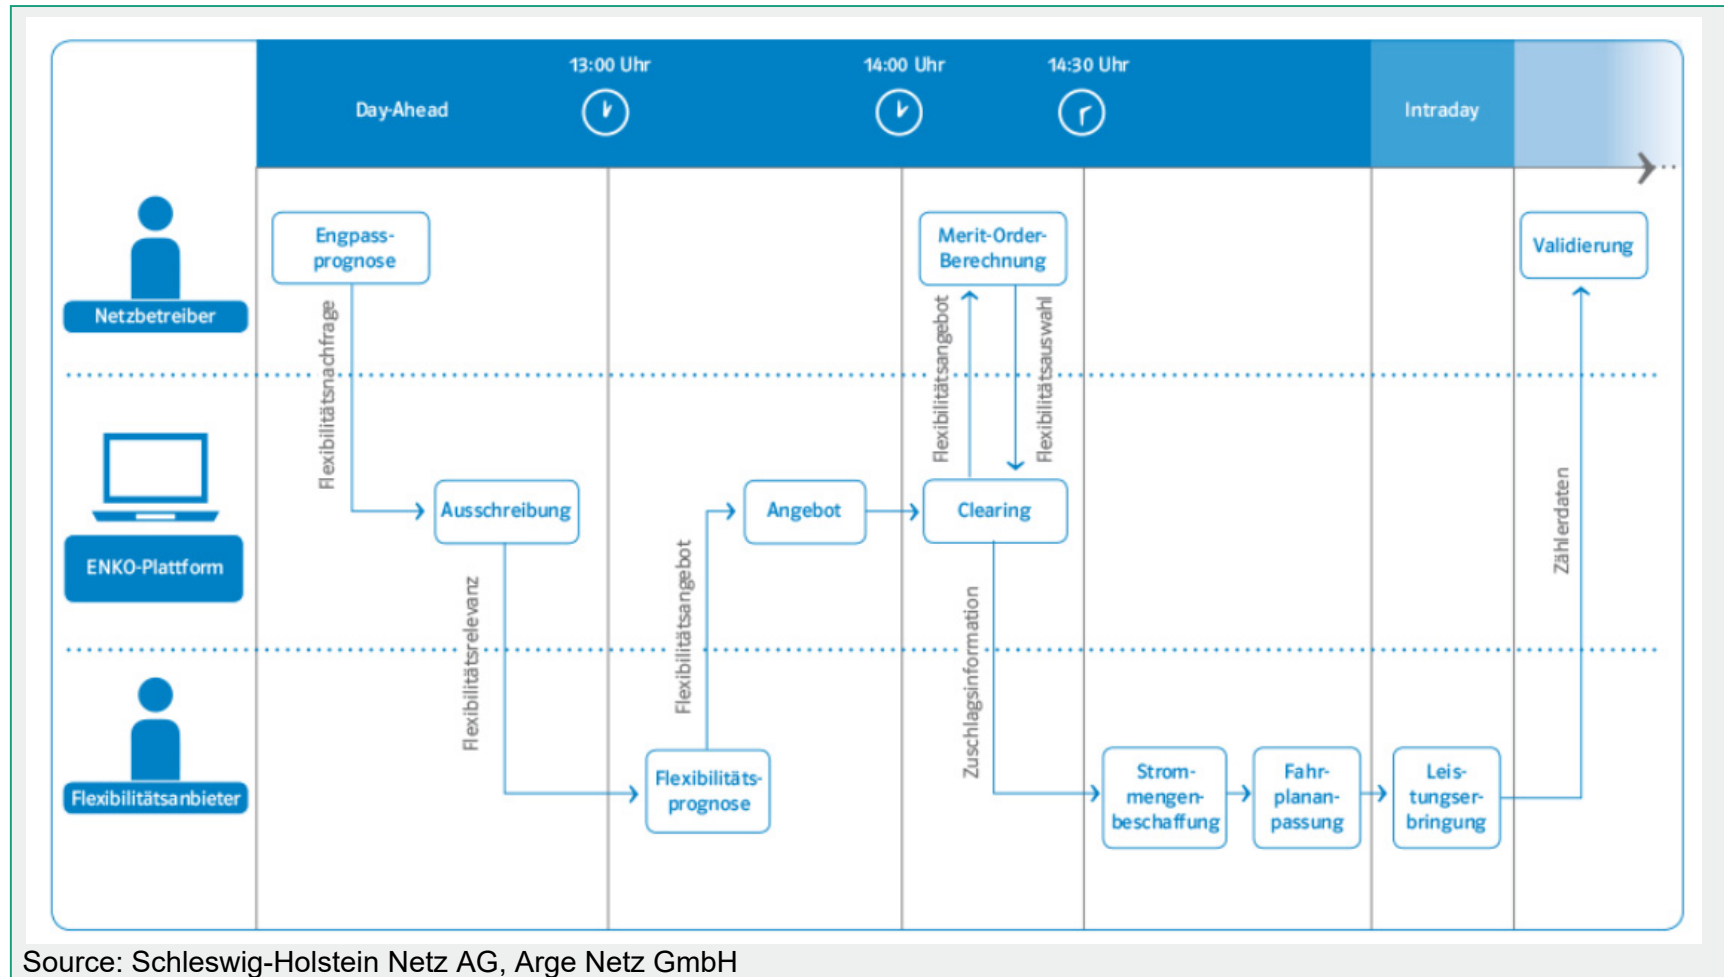 13:00 Uhr
14:00 Uhr
14:30 Uhr
Day-Ahead
Intraday
Netzbetreiber
Engpass-
prognose
Merit-Order-
Berechnung
Validierung
Flexibilitätsnachfrage
Flexibilitätsangebot
Flexibilitätsauswahl
ENKO-Plattform
Ausschreibung
Angebot
Clearing
Zählerdaten
Flexibilitätsrelevanz
Flexibilitätsangebot
Zuschlagsinformation
Flexibilitätsanbieter
Flexibilitäts-
prognose
Strom-
mengen-
beschaffung
Fahr-
planan-
passung
Leis-
tungser-
bringung
Source: Schleswig-Holstein Netz AG, Arge Netz GmbH